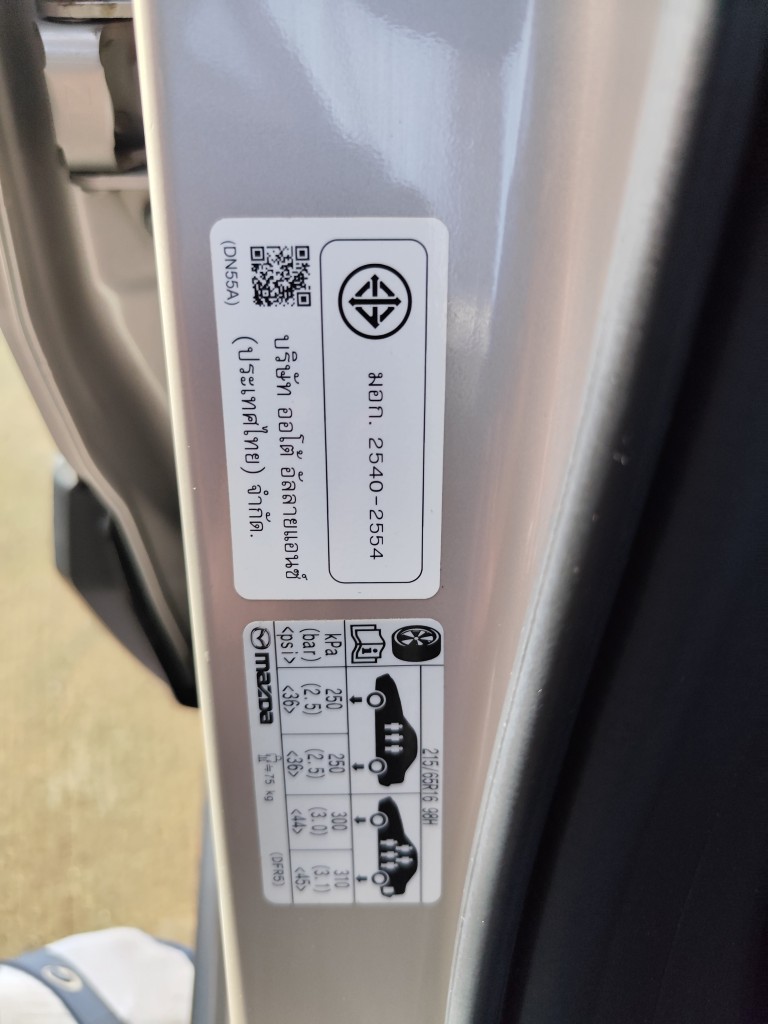 มอก. 2540-2554
บริษัท ออโต้ อัลลายแอนซ์
(ประเทศไทย) จำกัด.
(DN55A)
215/65R16 98H
kPa 250 250 300 310
(bar) (2.5) (2.5) (3.0) (3.1)
<psi> <36> <36> <44> <45>
mazda ≒75 kg (DFR5)